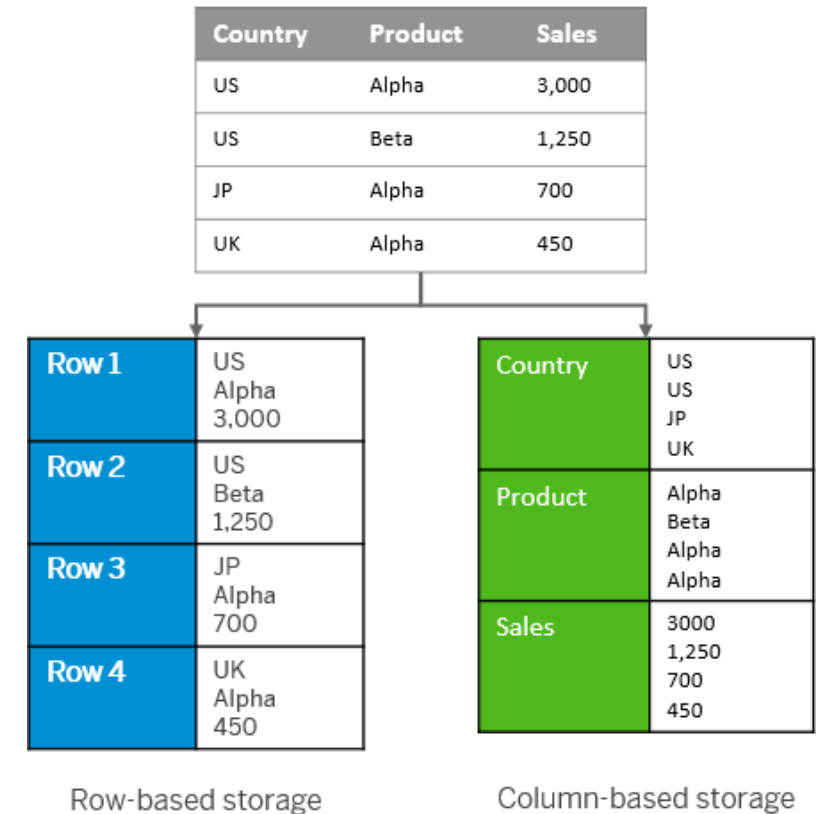 Country Product Sales
US Alpha 3,000
US Beta 1,250
JP Alpha 700
UK Alpha 450
Row 1
US
Alpha
3,000
Row 2
US
Beta
1,250
Row 3
JP
Alpha
700
Row 4
UK
Alpha
450
Row-based storage
Country
US
US
JP
UK
Product
Alpha
Beta
Alpha
Alpha
Sales
3000
1,250
700
450
Column-based storage